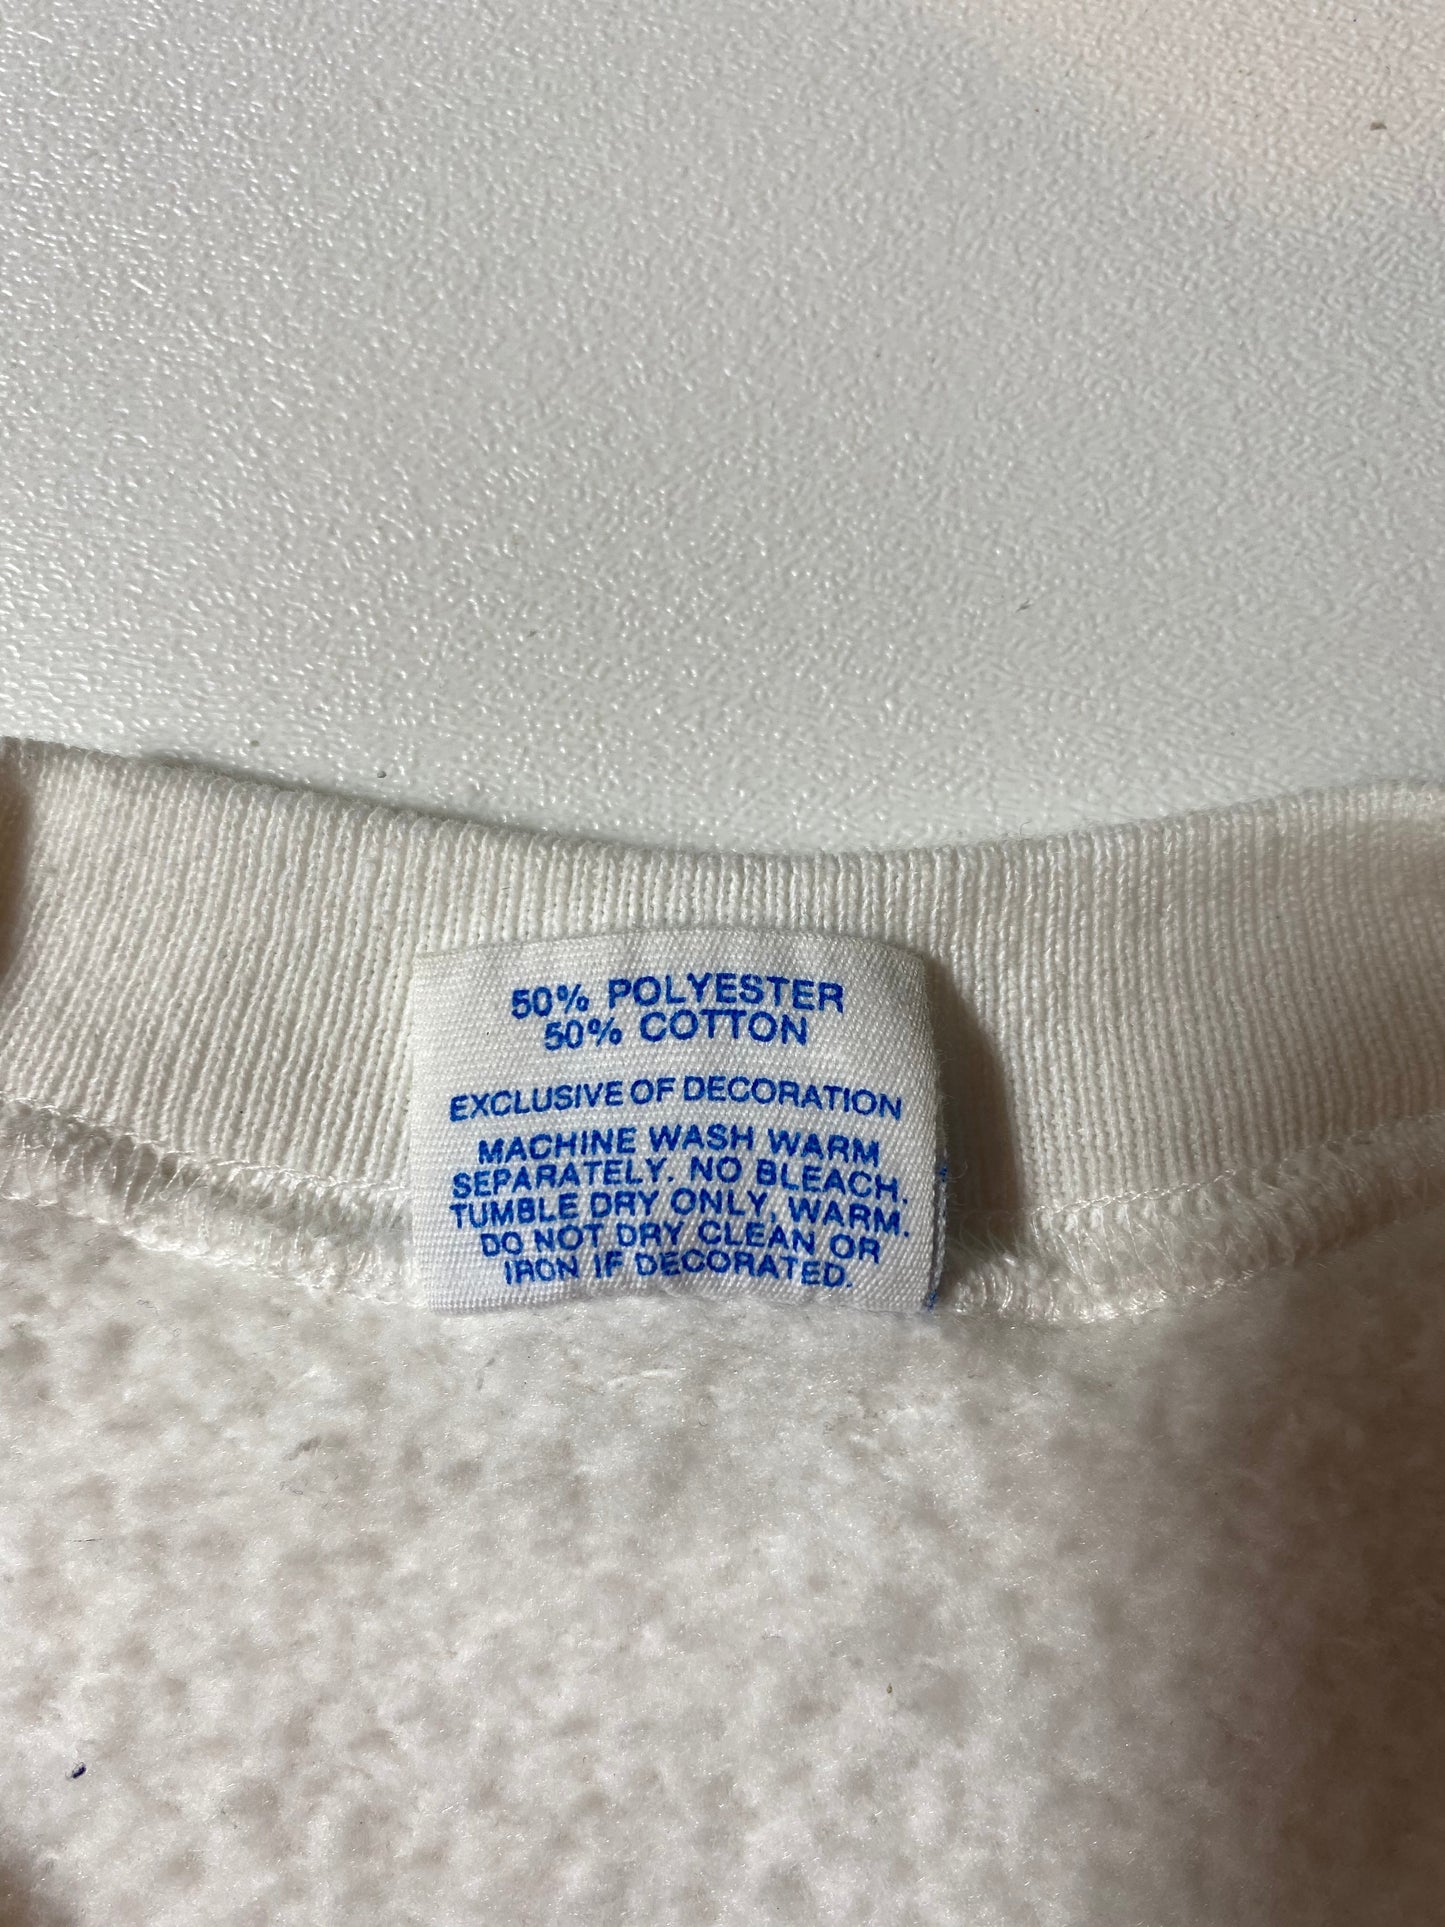 50% POLYESTER
50% COTTON
EXCLUSIVE OF DECORATION
MACHINE WASH WARM
SEPARATELY. NO BLEACH.
TUMBLE DRY ONLY, WARM.
DO NOT DRY CLEAN OR
IRON IF DECORATED.